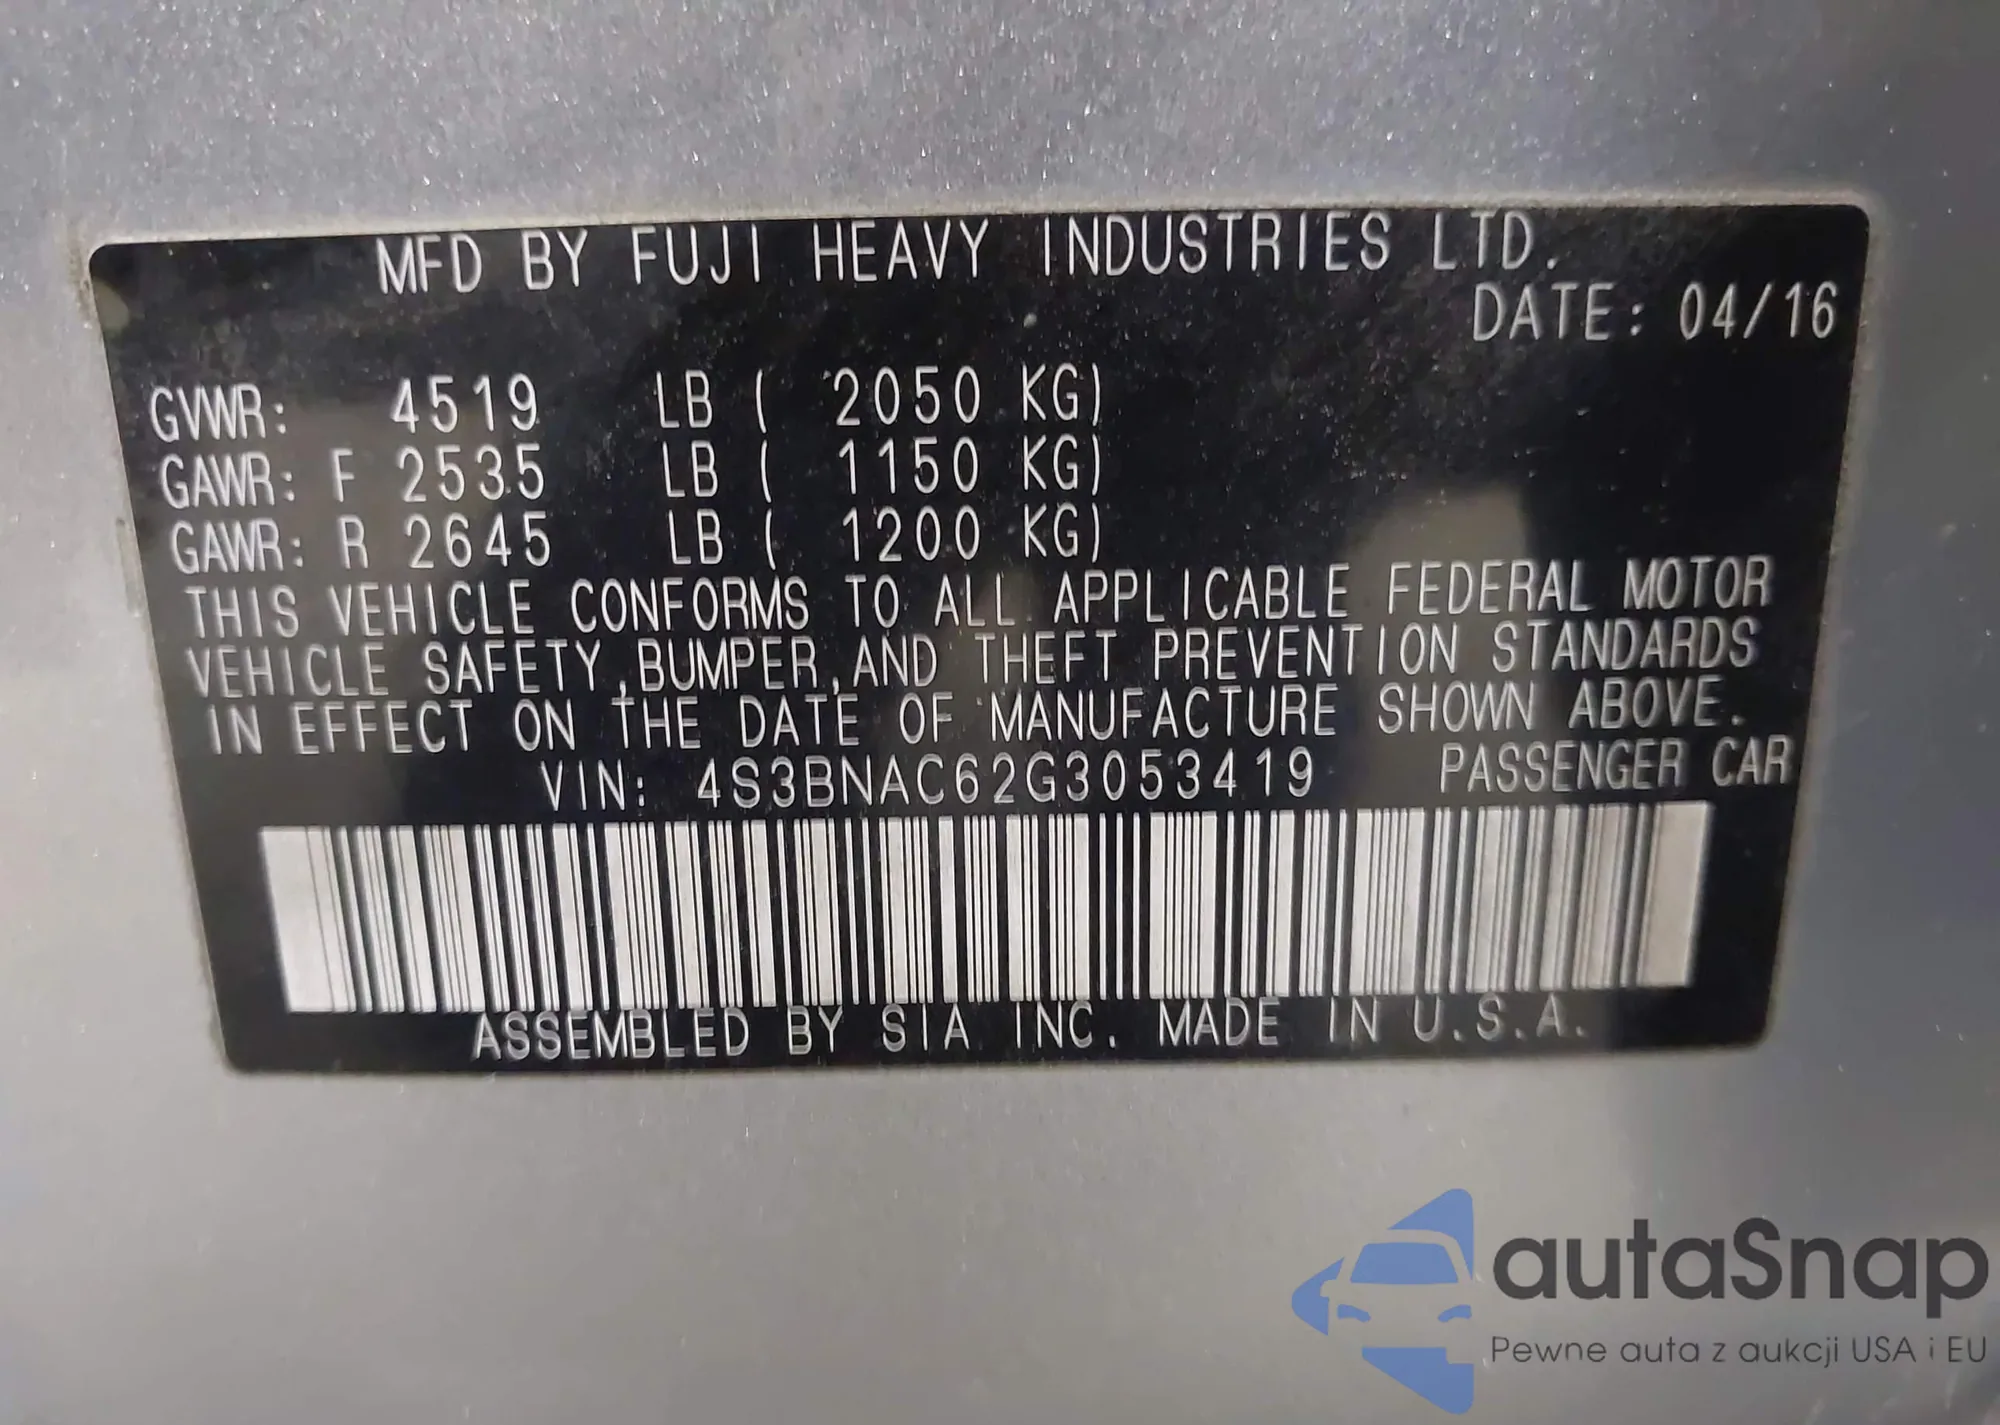 MFD BY FUJI HEAVY INDUSTRIES LTD.
DATE: 04/16
GVWR: 4519 LB ( 2050 KG)
GAWR: F 2535 LB ( 1150 KG)
GAWR: R 2645 LB ( 1200 KG)
THIS VEHICLE CONFORMS TO ALL APPLICABLE FEDERAL MOTOR
VEHICLE SAFETY,BUMPER,AND THEFT PREVENTION STANDARDS
IN EFFECT ON THE DATE OF MANUFACTURE SHOWN ABOVE.
VIN: 4S3BNAC62G3053419 PASSENGER CAR
ASSEMBLED BY SIA INC. MADE IN U.S.A.
autaSnap
Pewne auta z aukcji USA i EU